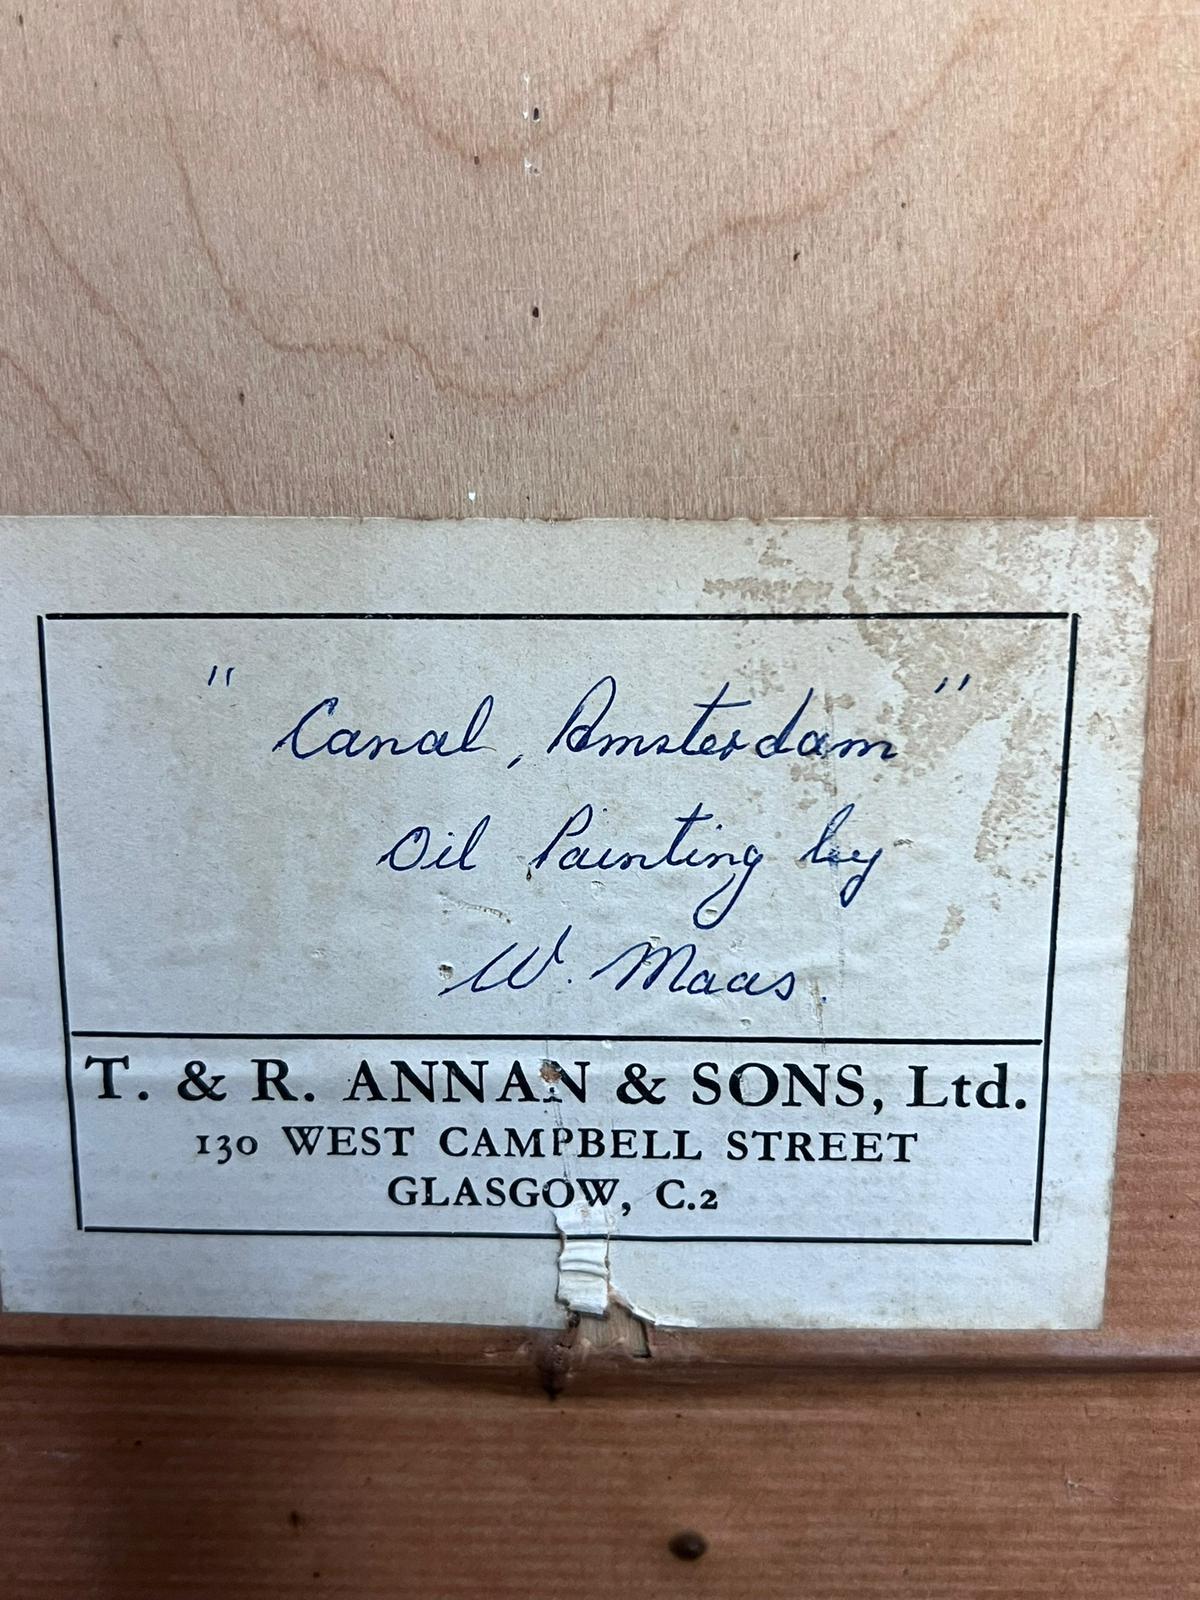 " Canal, Amsterdam "
Oil Painting by
W. Maas.
T. & R. ANNAN & SONS, Ltd.
130 WEST CAMPBELL STREET
GLASGOW, C.2